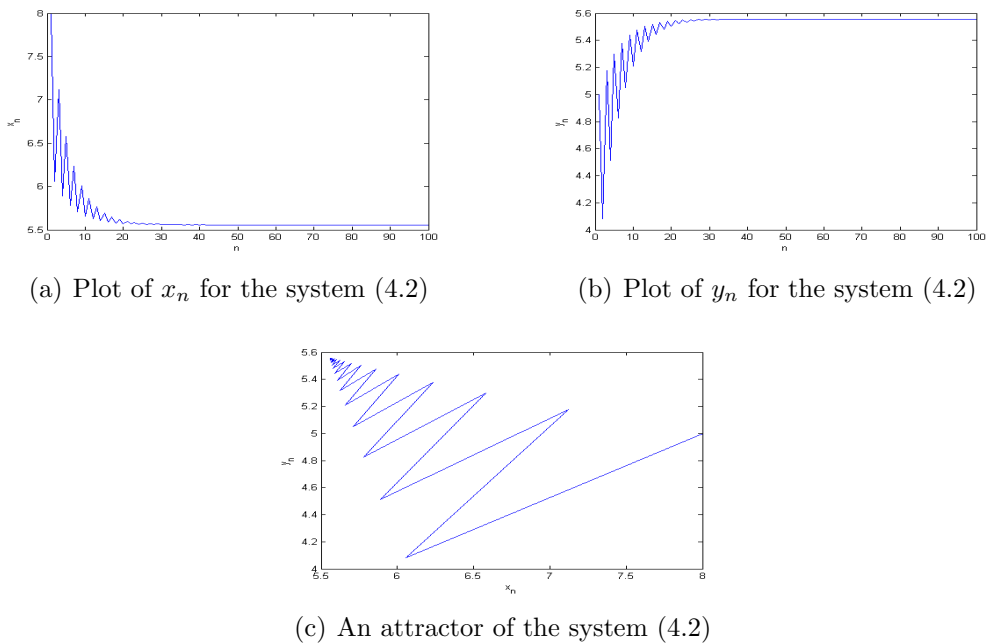 8
7.5
7
6.5
6
5.5
x_n
0 10 20 30 40 50 60 70 80 90 100
n
(a) Plot of x_n for the system (4.2)
5.6
5.4
5.2
5
4.8
4.6
4.4
4.2
4
y_n
0 10 20 30 40 50 60 70 80 90 100
n
(b) Plot of y_n for the system (4.2)
5.6
5.4
5.2
5
4.8
4.6
4.4
4.2
4
y_n
5.5 6 6.5 7 7.5 8
x_n
(c) An attractor of the system (4.2)